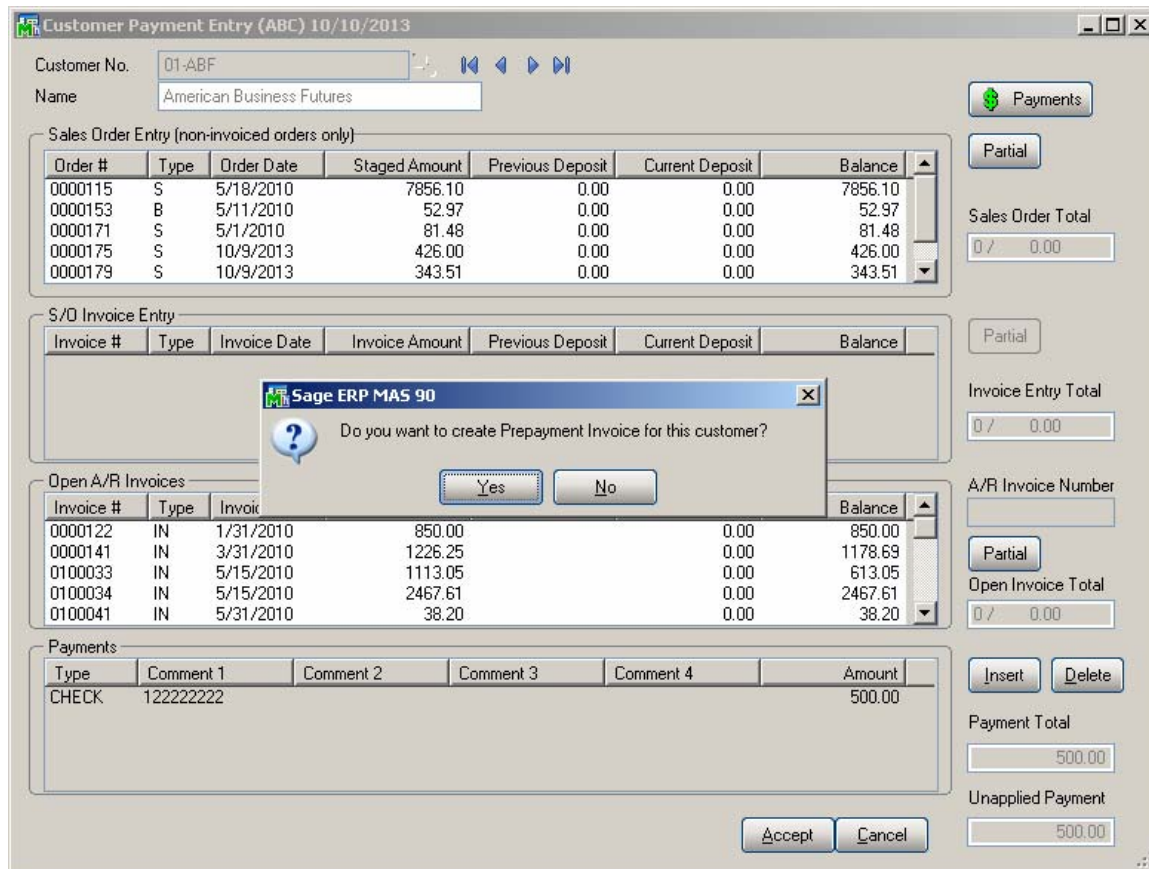 Customer Payment Entry (ABC) 10/10/2013
Customer No. 01-ABF
Name American Business Futures
Payments
Partial
Sales Order Entry (non-invoiced orders only)
Order # Type Order Date Staged Amount Previous Deposit Current Deposit Balance
0000115 S 5/18/2010 7856.10 0.00 0.00 7856.10
0000153 B 5/11/2010 52.97 0.00 0.00 52.97
0000171 S 5/1/2010 81.48 0.00 0.00 81.48
0000175 S 10/9/2013 426.00 0.00 0.00 426.00
0000179 S 10/9/2013 343.51 0.00 0.00 343.51
Sales Order Total
0 / 0.00
S/O Invoice Entry
Invoice # Type Invoice Date Invoice Amount Previous Deposit Current Deposit Balance
Partial
Invoice Entry Total
0 / 0.00
Sage ERP MAS 90
Do you want to create Prepayment Invoice for this customer?
Yes No
Open A/R Invoices
Invoice # Type Invoic Balance
0000122 IN 1/31/2010 850.00 0.00 850.00
0000141 IN 3/31/2010 1226.25 0.00 1178.69
0100033 IN 5/15/2010 1113.05 0.00 613.05
0100034 IN 5/15/2010 2467.61 0.00 2467.61
0100041 IN 5/31/2010 38.20 0.00 38.20
A/R Invoice Number
Partial
Open Invoice Total
0 / 0.00
Payments
Type Comment 1 Comment 2 Comment 3 Comment 4 Amount
CHECK 122222222 500.00
Insert Delete
Payment Total
500.00
Unapplied Payment
500.00
Accept Cancel